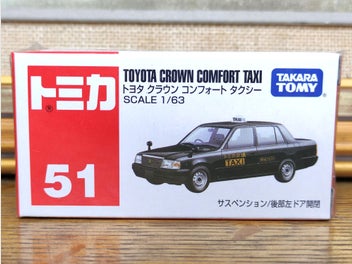 トミカ
51
TOYOTA CROWN COMFORT TAXI
トヨタ クラウン コンフォート タクシー
SCALE 1/63
TAKARA
TOMY
TAXI
サスペンション/後部左ドア開閉